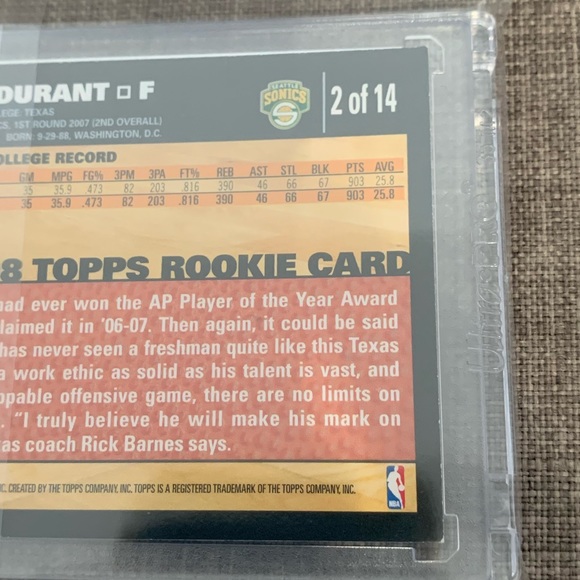 DURANT □ F
SEATTLE
SONICS
2 of 14
EGE: TEXAS
CS, 1ST ROUND 2007 (2ND OVERALL)
BORN: 9-29-88, WASHINGTON, D.C.
OLLEGE RECORD
GM MPG FG% 3PM 3PA FT% REB AST STL BLK PTS AVG
35 35.9 .473 82 203 .816 390 46 66 67 903 25.8
35 35.9 .473 82 203 .816 390 46 66 67 903 25.8
8 TOPPS ROOKIE CARD
had ever won the AP Player of the Year Award
laimed it in '06-07. Then again, it could be said
has never seen a freshman quite like this Texas
a work ethic as solid as his talent is vast, and
ppable offensive game, there are no limits on
. "I truly believe he will make his mark on
as coach Rick Barnes says.
C. CREATED BY THE TOPPS COMPANY, INC. TOPPS IS A REGISTERED TRADEMARK OF THE TOPPS COMPANY, INC.
NBA